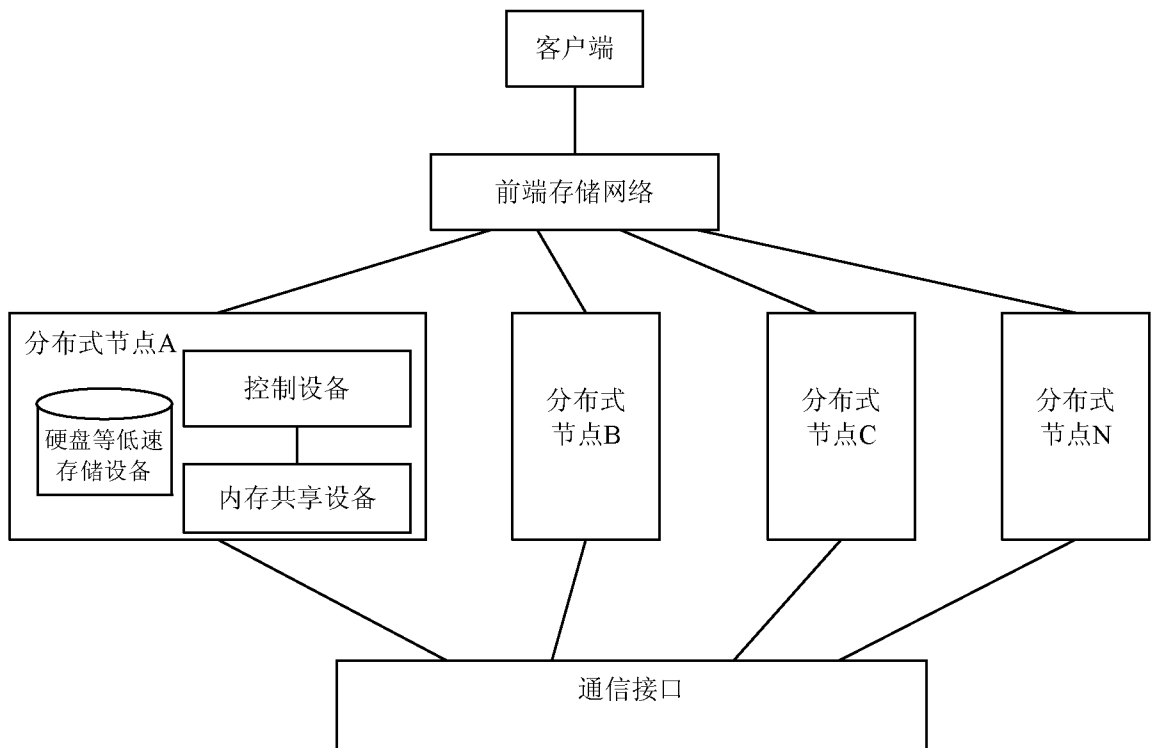 客户端
前端存储网络
分布式节点A
控制设备
硬盘等低速
存储设备
内存共享设备
分布式
节点B
分布式
节点C
分布式
节点N
通信接口